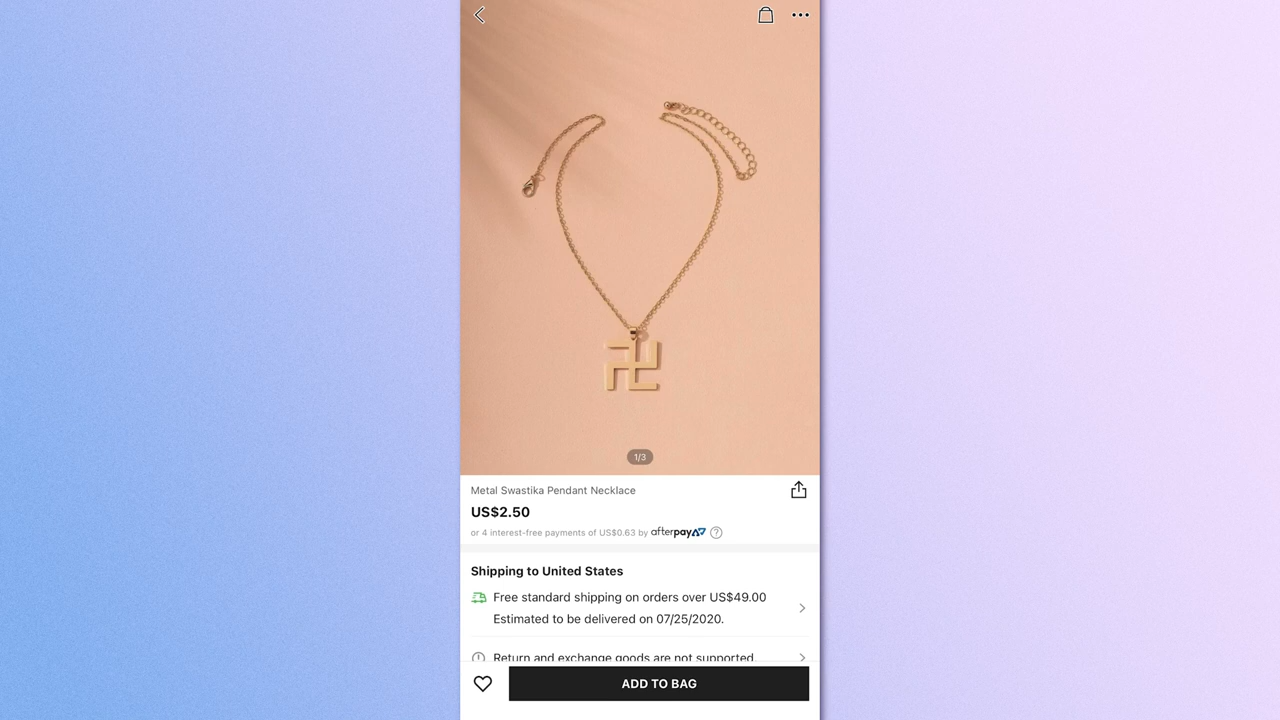 1/3
Metal Swastika Pendant Necklace
US$2.50
or 4 interest-free payments of US$0.63 by afterpay ?
Shipping to United States
Free standard shipping on orders over US$49.00
Estimated to be delivered on 07/25/2020.
Return and exchange goods are not supported
ADD TO BAG